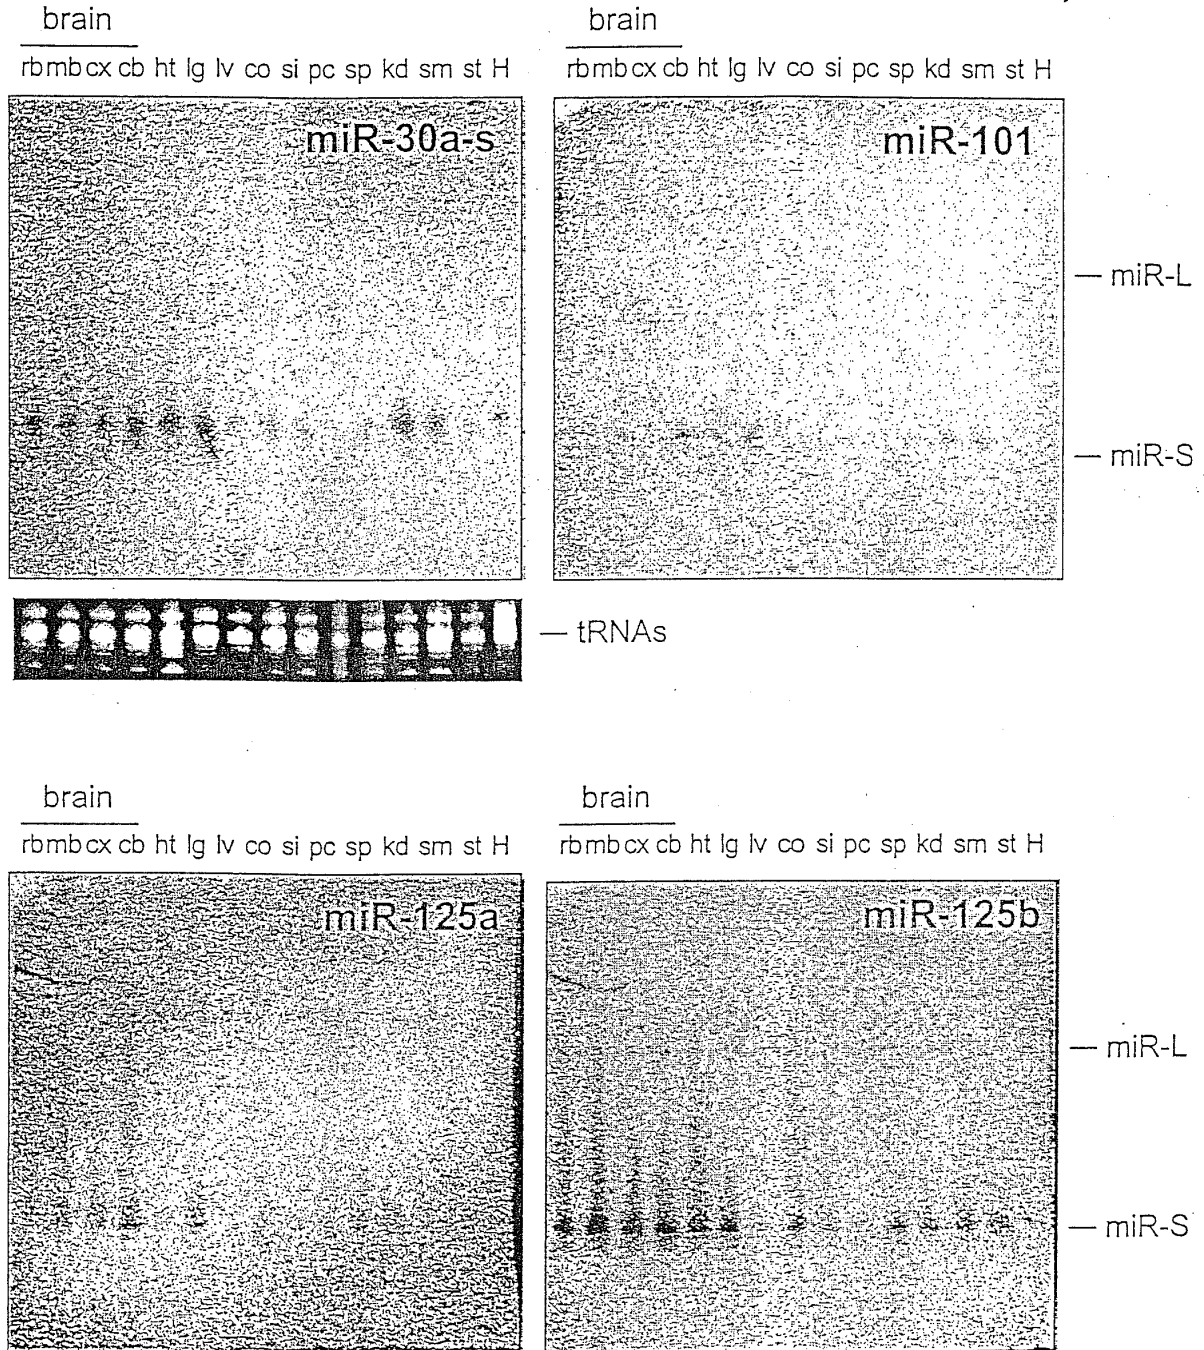 brain
rb mb cx cb ht lg lv co si pc sp kd sm st H
miR-30a-s
brain
rb mb cx cb ht lg lv co si pc sp kd sm st H
miR-101
miR-L
miR-S
tRNAs
brain
rb mb cx cb ht lg lv co si pc sp kd sm st H
miR-125a
brain
rb mb cx cb ht lg lv co si pc sp kd sm st H
miR-125b
miR-L
miR-S